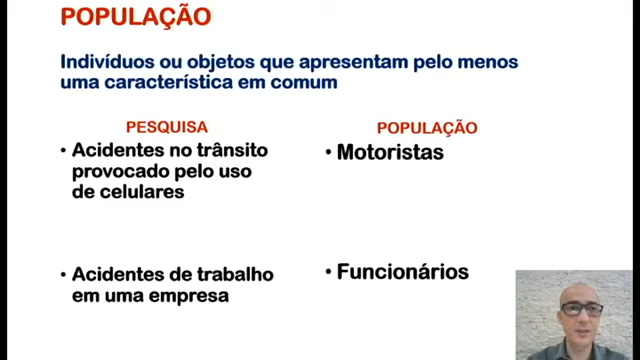 POPULAÇÃO
Indivíduos ou objetos que apresentam pelo menos
uma característica em comum
PESQUISA
POPULAÇÃO
• Acidentes no trânsito
provocado pelo uso
de celulares
• Motoristas
• Acidentes de trabalho
em uma empresa
• Funcionários